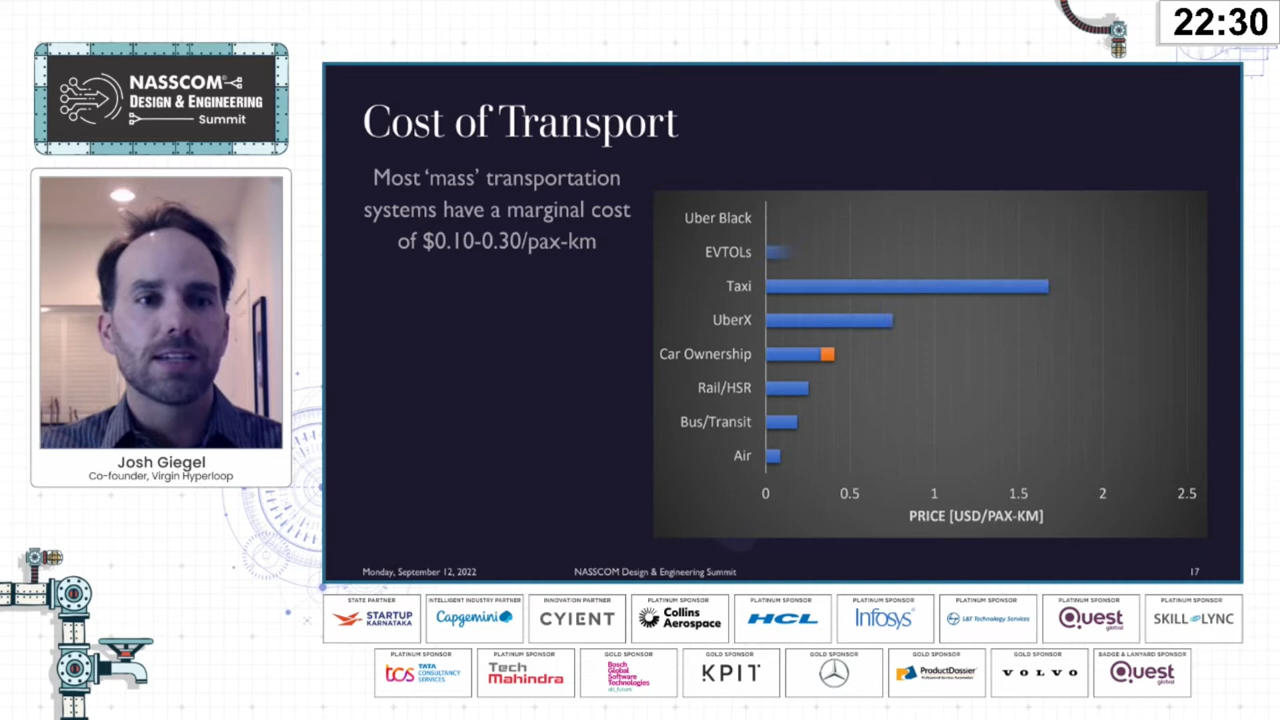 22:30
NASSCOM®
DESIGN & ENGINEERING
Summit
Josh Giegel
Co-founder, Virgin Hyperloop
Cost of Transport
Most ‘mass’ transportation
systems have a marginal cost
of $0.10-0.30/pax-km
Uber Black
EVTOLs
Taxi
UberX
Car Ownership
Rail/HSR
Bus/Transit
Air
0 0.5 1 1.5 2 2.5
PRICE [USD/PAX-KM]
Monday, September 12, 2022 NASSCOM Design & Engineering Summit 17
STATE PARTNER
STARTUP
KARNATAKA
INTELLIGENT INDUSTRY PARTNER
Capgemini
INNOVATION PARTNER
CYIENT
PLATINUM SPONSOR
Collins
Aerospace
PLATINUM SPONSOR
HCL
PLATINUM SPONSOR
Infosys®
PLATINUM SPONSOR
L&T Technology Services
PLATINUM SPONSOR
Quest
global
PLATINUM SPONSOR
SKILL LYNC
PLATINUM SPONSOR
tcs TATA
CONSULTANCY
SERVICES
PLATINUM SPONSOR
Tech
Mahindra
GOLD SPONSOR
Bosch
Global
Software
Technologies
GOLD SPONSOR
KPIT
GOLD SPONSOR
GOLD SPONSOR
ProductDossier
GOLD SPONSOR
VOLVO
BADGE & LANYARD SPONSOR
Quest
global